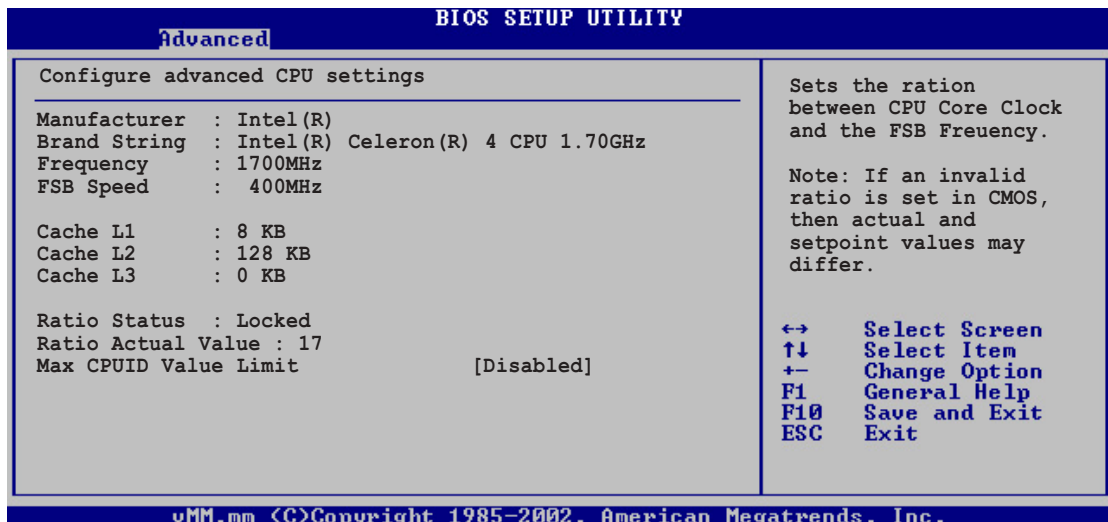 BIOS SETUP UTILITY
Advanced
Configure advanced CPU settings
Manufacturer : Intel(R)
Brand String : Intel(R) Celeron(R) 4 CPU 1.70GHz
Frequency : 1700MHz
FSB Speed : 400MHz
Cache L1 : 8 KB
Cache L2 : 128 KB
Cache L3 : 0 KB
Ratio Status : Locked
Ratio Actual Value : 17
Max CPUID Value Limit [Disabled]
Sets the ration
between CPU Core Clock
and the FSB Freuency.
Note: If an invalid
ratio is set in CMOS,
then actual and
setpoint values may
differ.
←→ Select Screen
↑↓ Select Item
+- Change Option
F1 General Help
F10 Save and Exit
ESC Exit
vMM.mm (C)Copyright 1985-2002, American Megatrends, Inc.